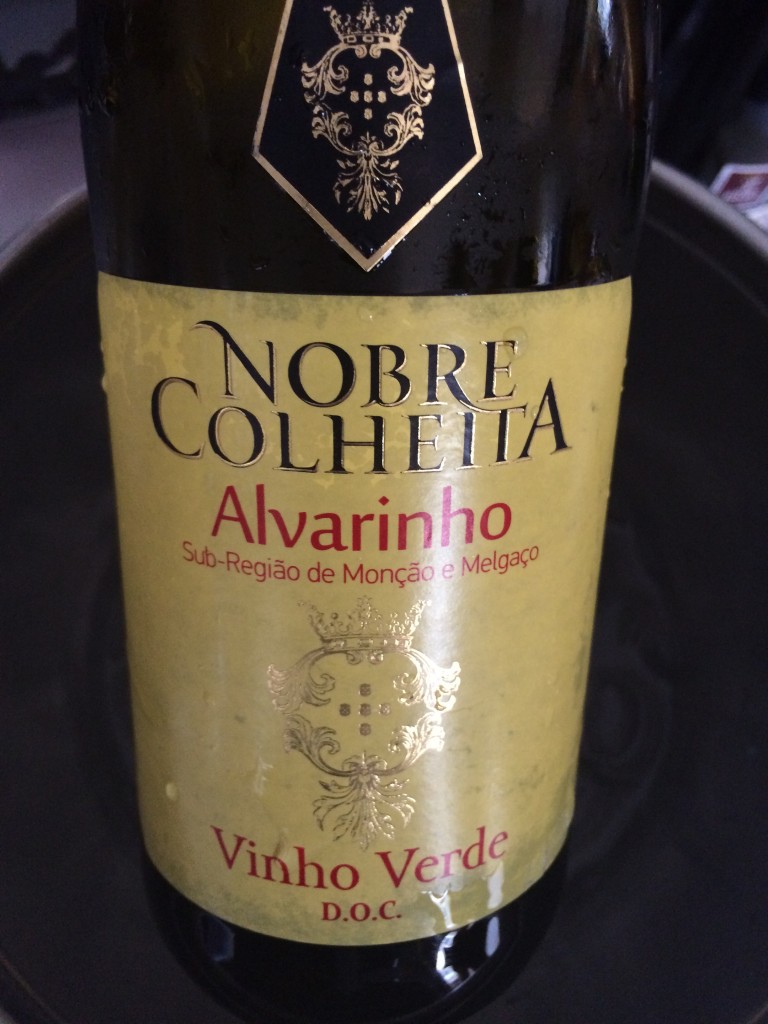 NOBRE
COLHEITA
Alvarinho
Sub-Região de Monção e Melgaço
Vinho Verde
D.O.C.